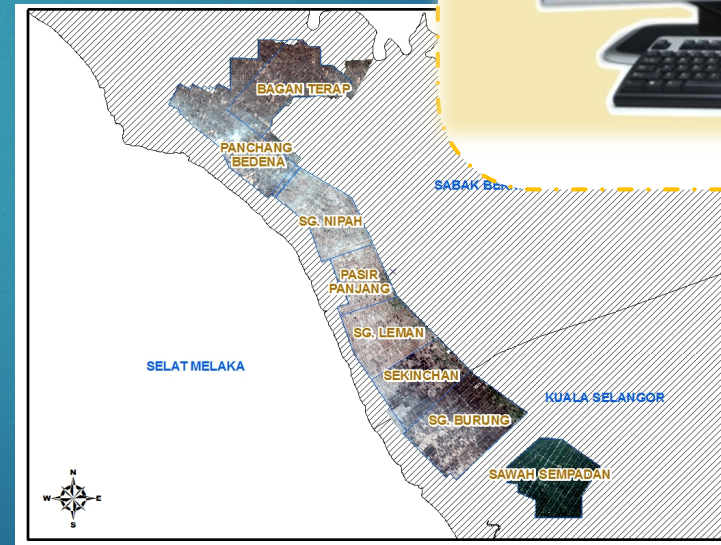 BAGAN TERAP
PANCHANG
BEDENA
SABAK
SG. NIPAH
PASIR
PANJANG
SG. LEMAN
SELAT MELAKA
SEKINCHAN
KUALA SELANGOR
SG. BURUNG
SAWAH SEMPADAN
N
W E
S